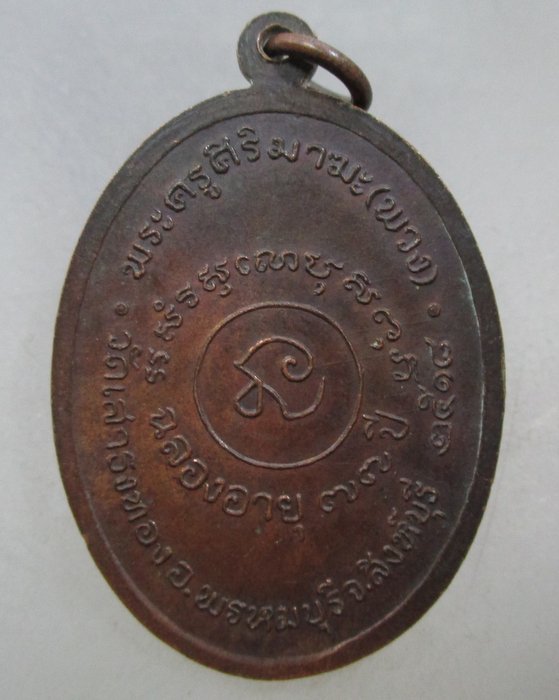 พระครูสิริมาฆะ(พวง)
• วัดเสาธงทอง อ.พรหมบุรี จ.สิงห์บุรี ๒๕๑๘ •
ฉลองอายุ ๗๗ ปี